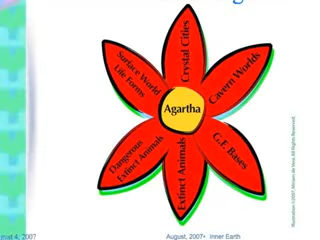 Crystal Cities
Surface World
Life Forms
Cavern Worlds
Agartha
Dangerous
Extinct Animals
Extinct Animals
G.F. Bases
August, 2007• Inner Earth
2007